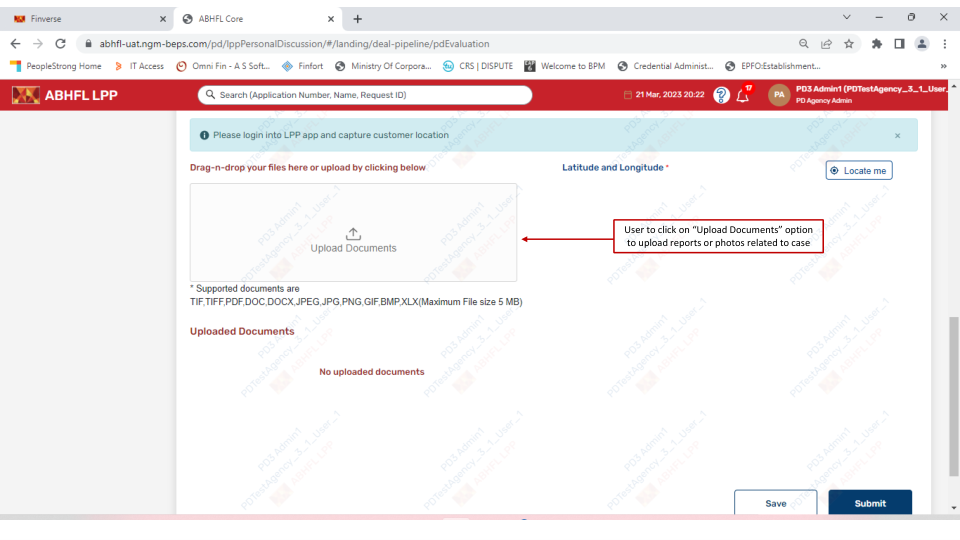 Finverse
ABHFL Core
abhfl-uat.ngm-beps.com/pd/lppPersonalDiscussion/#/landing/deal-pipeline/pdEvaluation
PeopleStrong Home IT Access Omni Fin - A S Soft... Finfort Ministry Of Corpora... CRS | DISPUTE Welcome to BPM Credential Administ... EPFO:Establishment... »
ABHFL LPP
Search (Application Number, Name, Request ID)
21 Mar, 2023 20:22
17
PA
PD3 Admin1 (PDTestAgency_3_1_User_
PD Agency Admin
Please login into LPP app and capture customer location
Drag-n-drop your files here or upload by clicking below
Latitude and Longitude *
Locate me
Upload Documents
User to click on “Upload Documents” option
to upload reports or photos related to case
* Supported documents are
TIF,TIFF,PDF,DOC,DOCX,JPEG,JPG,PNG,GIF,BMP,XLX(Maximum File size 5 MB)
Uploaded Documents
No uploaded documents
Save
Submit